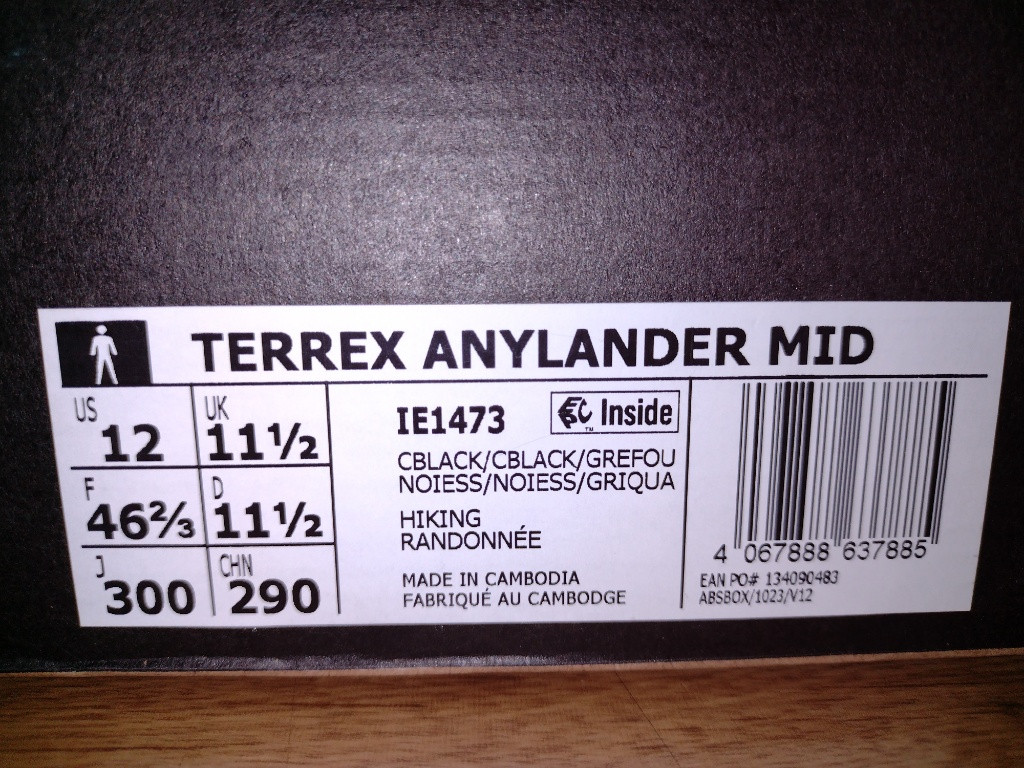 TERREX ANYLANDER MID
US 12
UK 11½
F 46⅔
D 11½
J 300
CHN 290
IE1473
Inside
TM
CBLACK/CBLACK/GREFOU
NOIESS/NOIESS/GRIQUA
HIKING
RANDONNÉE
MADE IN CAMBODIA
FABRIQUÉ AU CAMBODGE
4 067888 637885
EAN PO# 134090483
ABSBOX/1023/V12